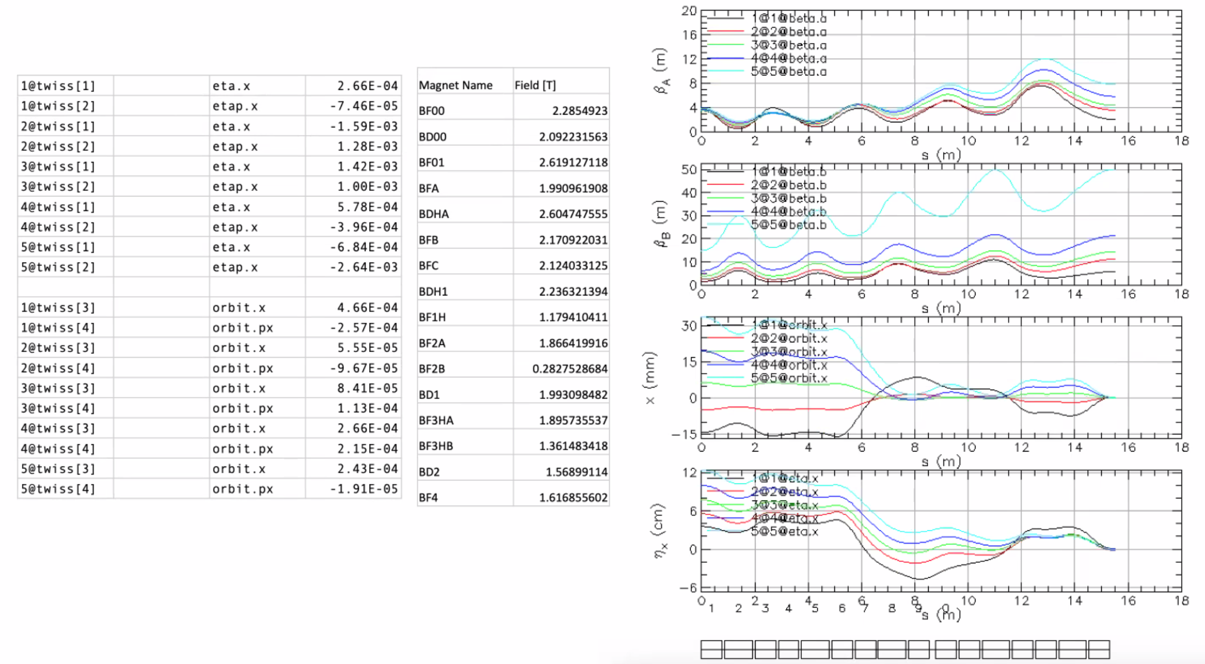 1@twiss[1] eta.x 2.66E-04
1@twiss[2] etap.x -7.46E-05
2@twiss[1] eta.x -1.59E-03
2@twiss[2] etap.x 1.28E-03
3@twiss[1] eta.x 1.42E-03
3@twiss[2] etap.x 1.00E-03
4@twiss[1] eta.x 5.78E-04
4@twiss[2] etap.x -3.96E-04
5@twiss[1] eta.x -6.84E-04
5@twiss[2] etap.x -2.64E-03
1@twiss[3] orbit.x 4.66E-04
1@twiss[4] orbit.px -2.57E-04
2@twiss[3] orbit.x 5.55E-05
2@twiss[4] orbit.px -9.67E-05
3@twiss[3] orbit.x 8.41E-05
3@twiss[4] orbit.px 1.13E-04
4@twiss[3] orbit.x 2.66E-04
4@twiss[4] orbit.px 2.15E-04
5@twiss[3] orbit.x 2.43E-04
5@twiss[4] orbit.px -1.91E-05
Magnet Name Field [T]
BF00 2.2854923
BD00 2.092231563
BF01 2.619127118
BFA 1.990961908
BDHA 2.604747555
BFB 2.170922031
BFC 2.124033125
BDH1 2.236321394
BF1H 1.179410411
BF2A 1.866419916
BF2B 0.2827528684
BD1 1.993098482
BF3HA 1.895735537
BF3HB 1.361483418
BD2 1.56899114
BF4 1.616855602
20
16
12
8
4
0
β_A (m)
1@1@beta.a
2@2@beta.a
3@3@beta.a
4@4@beta.a
5@5@beta.a
0 2 4 6 8 10 12 14 16 18
s (m)
50
40
30
20
10
0
β_B (m)
1@1@beta.b
2@2@beta.b
3@3@beta.b
4@4@beta.b
5@5@beta.b
0 2 4 6 8 10 12 14 16 18
s (m)
30
15
0
-15
x (mm)
1@1@orbit.x
2@2@orbit.x
3@3@orbit.x
4@4@orbit.x
5@5@orbit.x
0 2 4 6 8 10 12 14 16 18
s (m)
12
6
0
-6
η_x (cm)
1@1@eta.x
2@2@eta.x
3@3@eta.x
4@4@eta.x
5@5@eta.x
0 2 4 6 8 10 12 14 16 18
s (m)
1 2 3 4 5 6 7 8 9 0